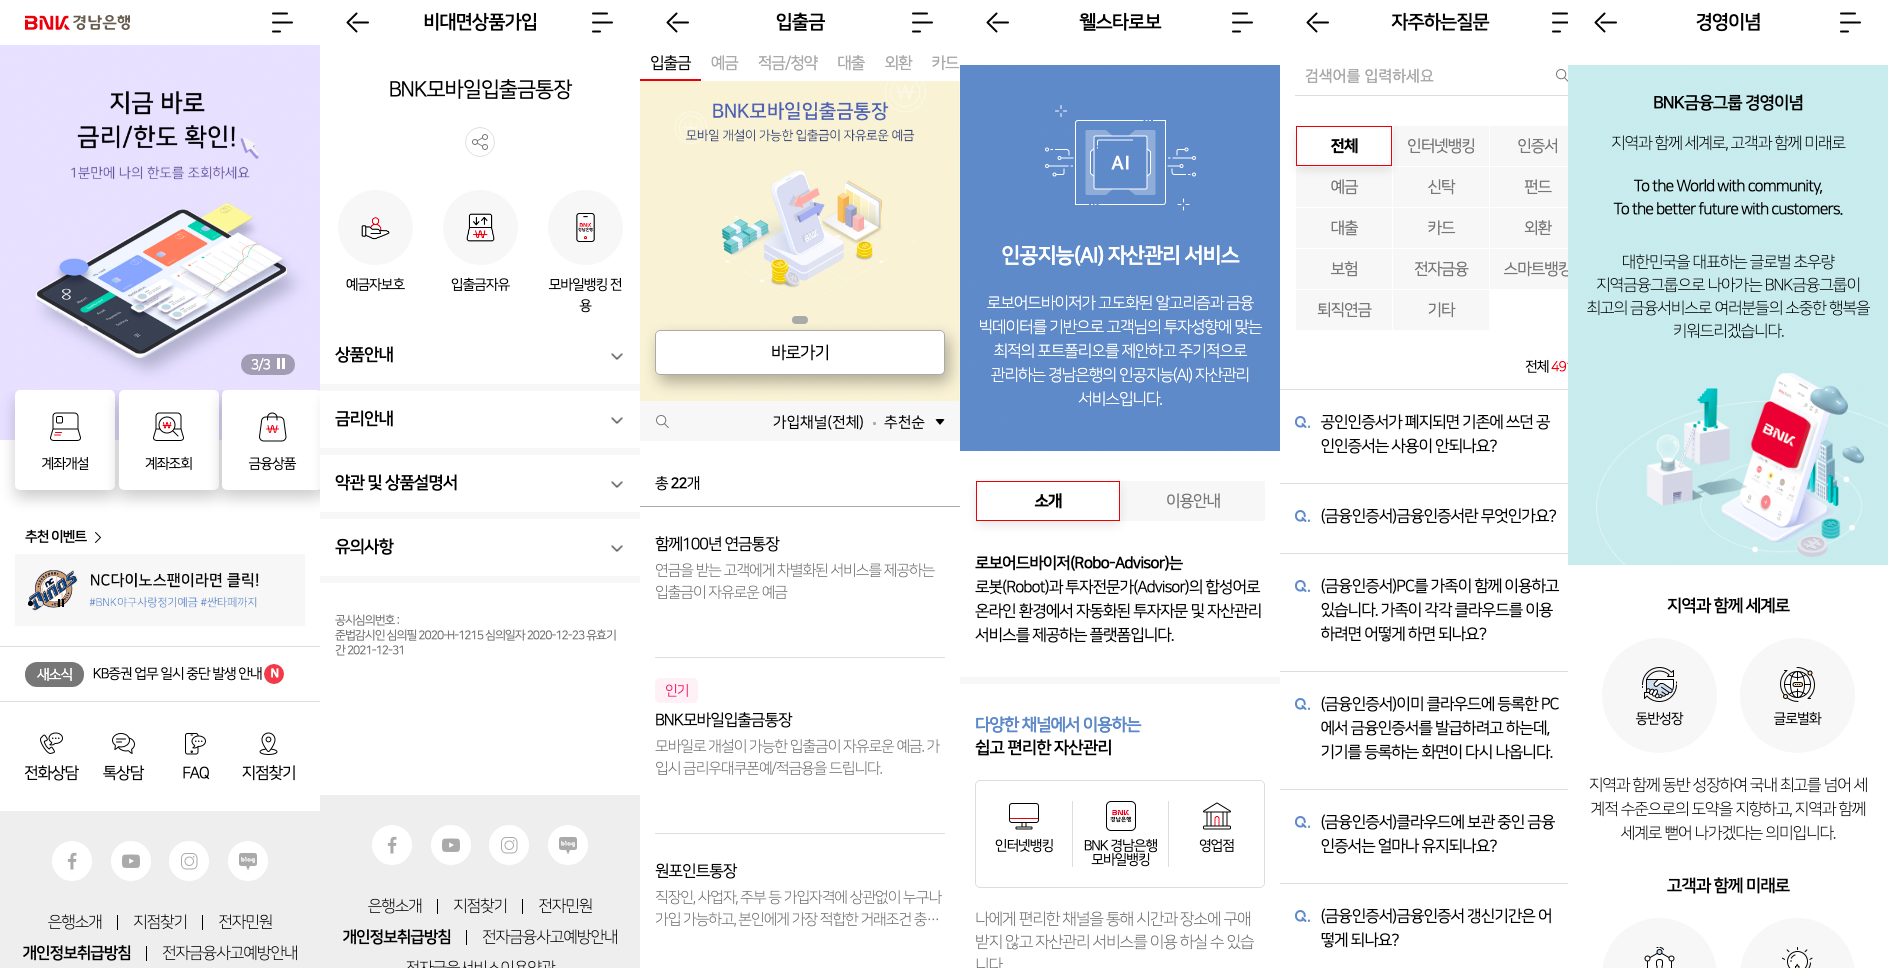 BNK 경남은행
지금 바로
금리/한도 확인!
1분만에 나의 한도를 조회하세요
3/3
계좌개설
계좌조회
금융상품
추천 이벤트
NC다이노스팬이라면 클릭!
#BNK야구사랑정기예금 #싼타페까지
새소식
KB증권 업무 일시 중단 발생 안내 N
전화상담
톡상담
FAQ
지점찾기
blog
은행소개 | 지점찾기 | 전자민원
개인정보취급방침 | 전자금융사고예방안내
비대면상품가입
BNK모바일입출금통장
예금자보호
입출금자유
모바일뱅킹 전
용
상품안내
금리안내
약관 및 상품설명서
유의사항
공시심의번호 :
준법감시인 심의필 2020-H-1215 심의일자 2020-12-23 유효기
간 2021-12-31
blog
은행소개 | 지점찾기 | 전자민원
개인정보취급방침 | 전자금융사고예방안내
전자금융서비스이용약관
입출금
입출금 예금 적금/청약 대출 외환 카드
BNK모바일입출금통장
모바일 개설이 가능한 입출금이 자유로운 예금
BNK
바로가기
가입채널(전체) • 추천순
총 22개
함께100년 연금통장
연금을 받는 고객에게 차별화된 서비스를 제공하는
입출금이 자유로운 예금
인기
BNK모바일입출금통장
모바일로 개설이 가능한 입출금이 자유로운 예금. 가
입시 금리우대쿠폰예/적금용을 드립니다.
원포인트통장
직장인, 사업자, 주부 등 가입자격에 상관없이 누구나
가입 가능하고, 본인에게 가장 적합한 거래조건 충…
웰스타로보
AI
인공지능(AI) 자산관리 서비스
로보어드바이저가 고도화된 알고리즘과 금융
빅데이터를 기반으로 고객님의 투자성향에 맞는
최적의 포트폴리오를 제안하고 주기적으로
관리하는 경남은행의 인공지능(AI) 자산관리
서비스입니다.
소개
이용안내
로보어드바이저(Robo-Advisor)는
로봇(Robot)과 투자전문가(Advisor)의 합성어로
온라인 환경에서 자동화된 투자자문 및 자산관리
서비스를 제공하는 플랫폼입니다.
다양한 채널에서 이용하는
쉽고 편리한 자산관리
인터넷뱅킹
BNK 경남은행
모바일뱅킹
영업점
나에게 편리한 채널을 통해 시간과 장소에 구애
받지 않고 자산관리 서비스를 이용 하실 수 있습
니다
자주하는질문
검색어를 입력하세요
전체 인터넷뱅킹 인증서
예금 신탁 펀드
대출 카드 외환
보험 전자금융 스마트뱅킹
퇴직연금 기타
전체 49
Q. 공인인증서가 폐지되면 기존에 쓰던 공
인인증서는 사용이 안되나요?
Q. (금융인증서)금융인증서란 무엇인가요?
Q. (금융인증서)PC를 가족이 함께 이용하고
있습니다. 가족이 각각 클라우드를 이용
하려면 어떻게 하면 되나요?
Q. (금융인증서)이미 클라우드에 등록한 PC
에서 금융인증서를 발급하려고 하는데,
기기를 등록하는 화면이 다시 나옵니다.
Q. (금융인증서)클라우드에 보관 중인 금융
인증서는 얼마나 유지되나요?
Q. (금융인증서)금융인증서 갱신기간은 어
떻게 되나요?
경영이념
BNK금융그룹 경영이념
지역과 함께 세계로, 고객과 함께 미래로
To the World with community,
To the better future with customers.
대한민국을 대표하는 글로벌 초우량
지역금융그룹으로 나아가는 BNK금융그룹이
최고의 금융서비스로 여러분들의 소중한 행복을
키워드리겠습니다.
1
BNK
지역과 함께 세계로
동반성장
글로벌화
지역과 함께 동반 성장하여 국내 최고를 넘어 세
계적 수준으로의 도약을 지향하고, 지역과 함께
세계로 뻗어 나가겠다는 의미입니다.
고객과 함께 미래로